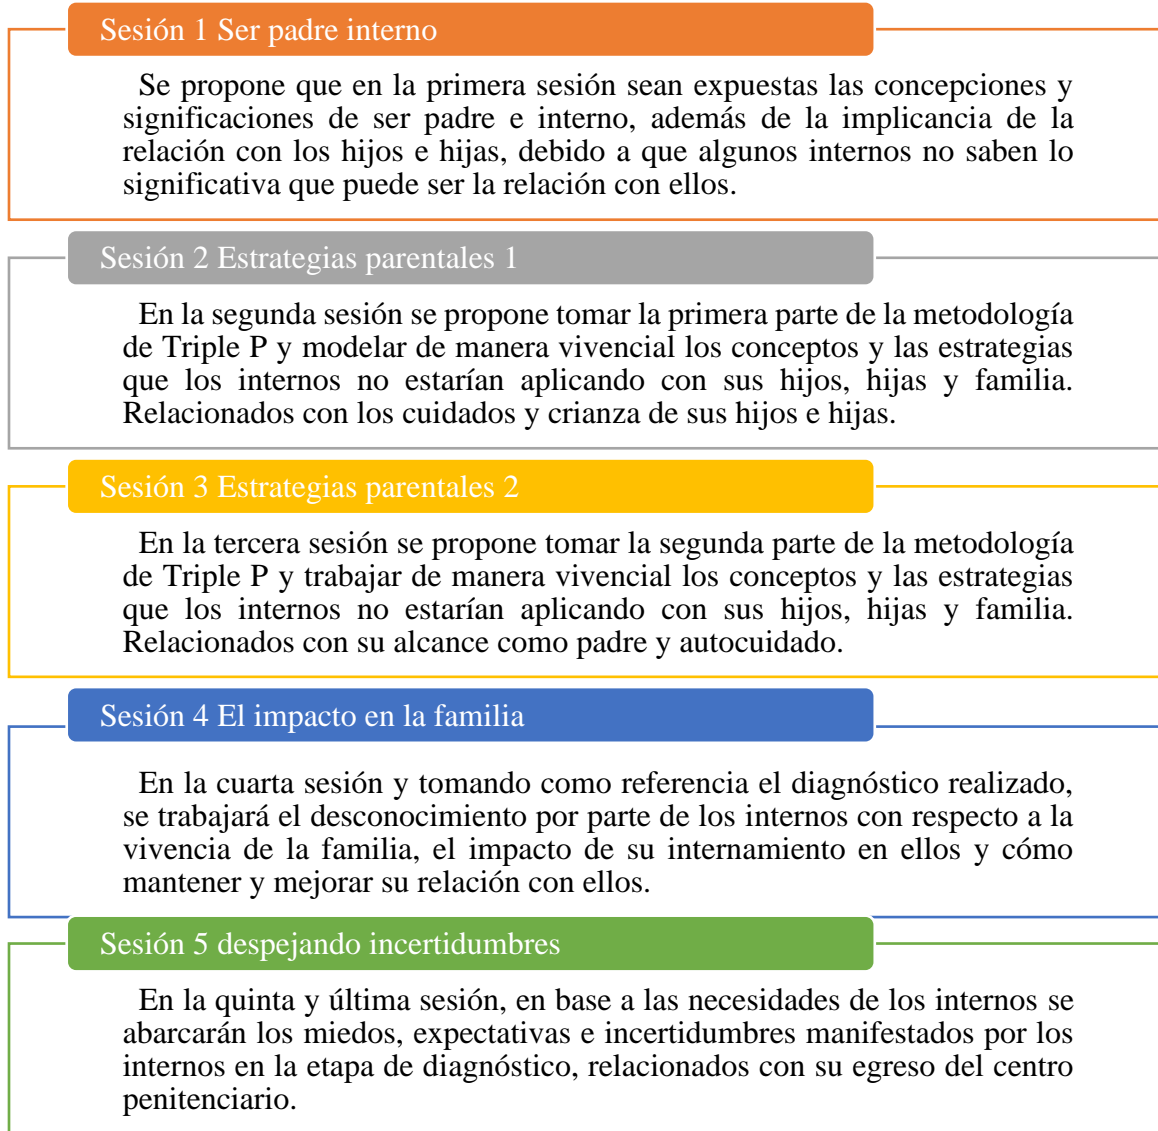 Sesión 1 Ser padre interno
Se propone que en la primera sesión sean expuestas las concepciones y
significaciones de ser padre e interno, además de la implicancia de la
relación con los hijos e hijas, debido a que algunos internos no saben lo
significativa que puede ser la relación con ellos.
Sesión 2 Estrategias parentales 1
En la segunda sesión se propone tomar la primera parte de la metodología
de Triple P y modelar de manera vivencial los conceptos y las estrategias
que los internos no estarían aplicando con sus hijos, hijas y familia.
Relacionados con los cuidados y crianza de sus hijos e hijas.
Sesión 3 Estrategias parentales 2
En la tercera sesión se propone tomar la segunda parte de la metodología
de Triple P y trabajar de manera vivencial los conceptos y las estrategias
que los internos no estarían aplicando con sus hijos, hijas y familia.
Relacionados con su alcance como padre y autocuidado.
Sesión 4 El impacto en la familia
En la cuarta sesión y tomando como referencia el diagnóstico realizado,
se trabajará el desconocimiento por parte de los internos con respecto a la
vivencia de la familia, el impacto de su internamiento en ellos y cómo
mantener y mejorar su relación con ellos.
Sesión 5 despejando incertidumbres
En la quinta y última sesión, en base a las necesidades de los internos se
abarcarán los miedos, expectativas e incertidumbres manifestados por los
internos en la etapa de diagnóstico, relacionados con su egreso del centro
penitenciario.